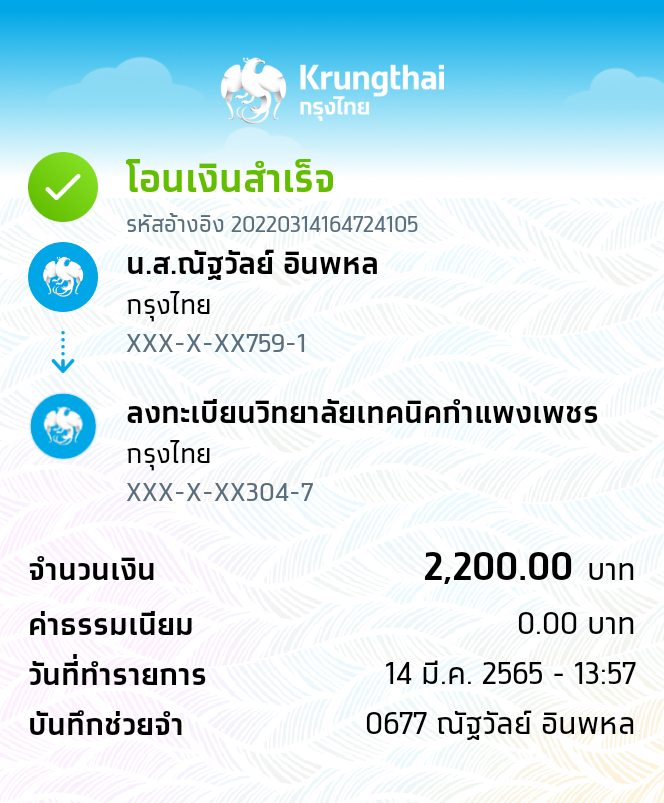 Krungthai
กรุงไทย
โอนเงินสำเร็จ
รหัสอ้างอิง 20220314164724105
น.ส.ณัฐวัลย์ อินพหล
กรุงไทย
XXX-X-XX759-1
ลงทะเบียนวิทยาลัยเทคนิคกำแพงเพชร
กรุงไทย
XXX-X-XX304-7
จำนวนเงิน 2,200.00 บาท
ค่าธรรมเนียม 0.00 บาท
วันที่ทำรายการ 14 มี.ค. 2565 - 13:57
บันทึกช่วยจำ 0677 ณัฐวัลย์ อินพหล